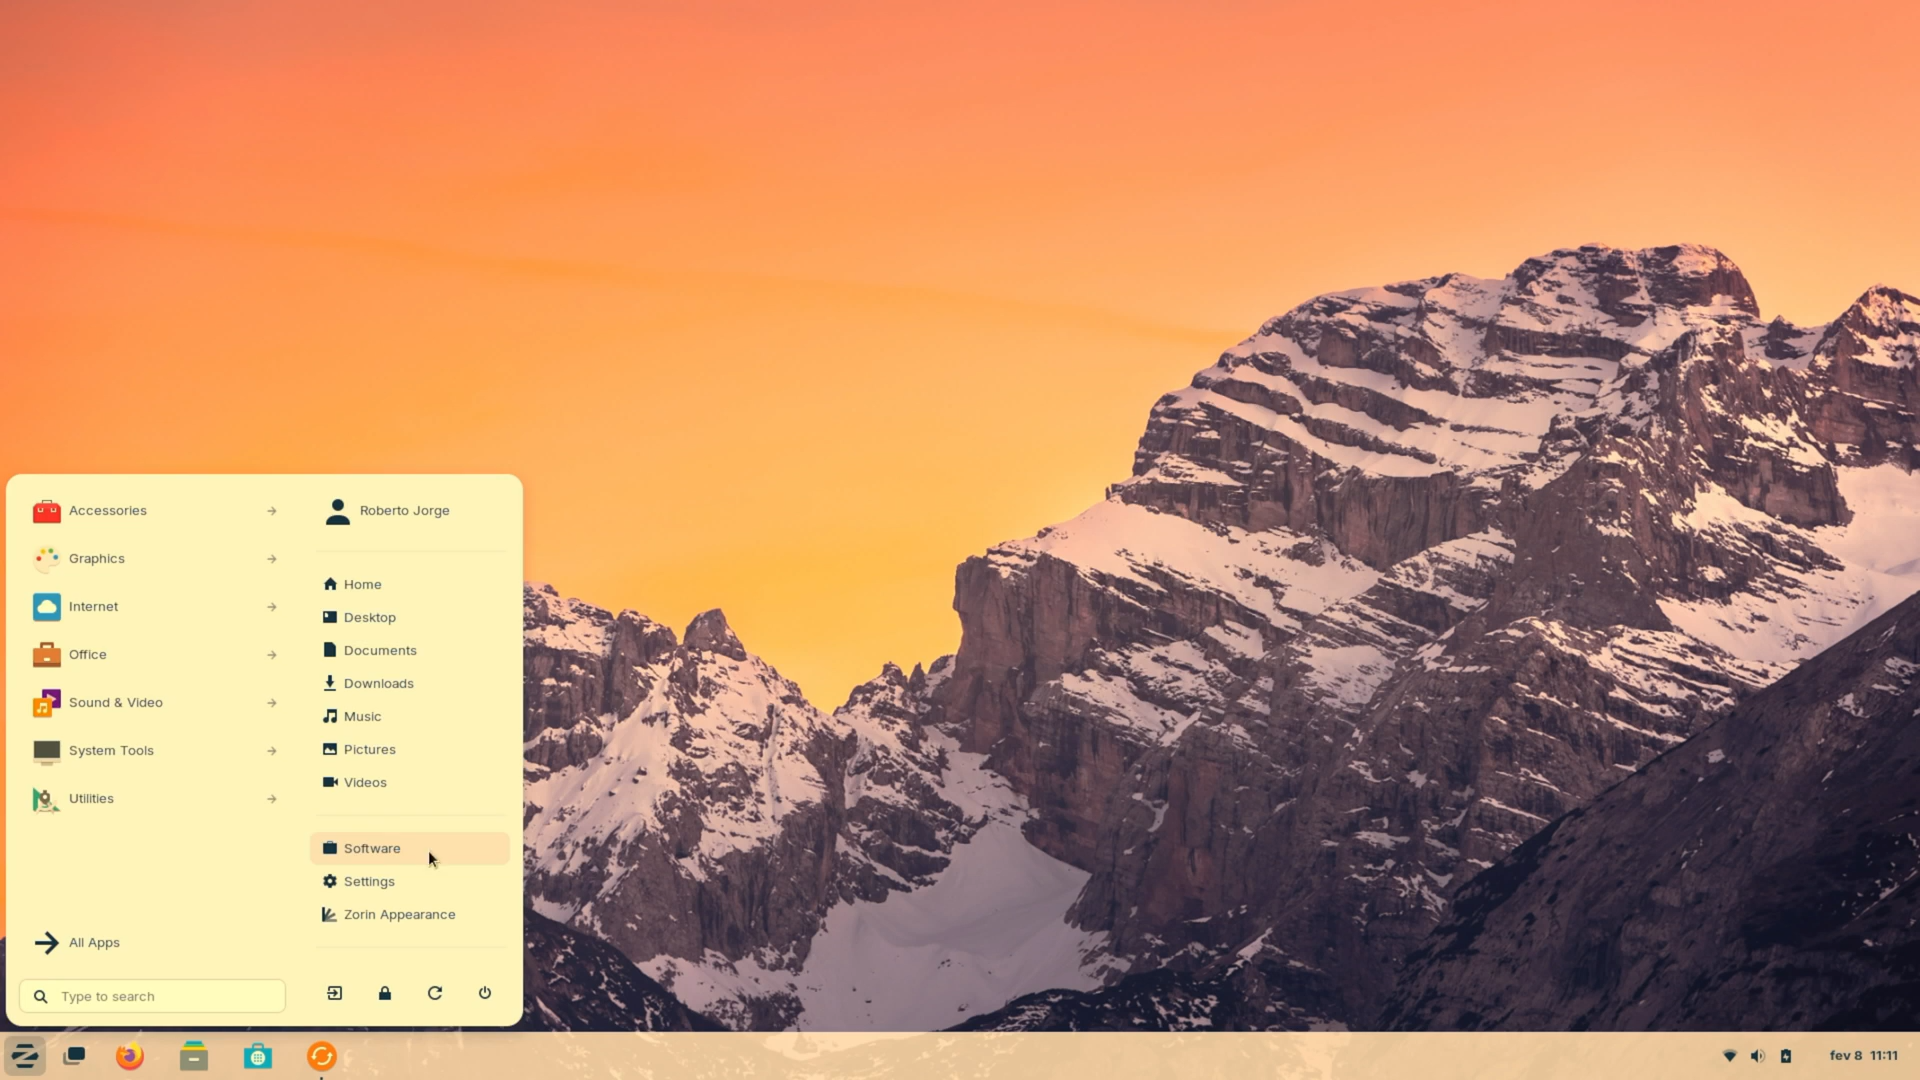 Accessories
Graphics
Internet
Office
Sound & Video
System Tools
Utilities
All Apps
Type to search
Roberto Jorge
Home
Desktop
Documents
Downloads
Music
Pictures
Videos
Software
Settings
Zorin Appearance
fev 8 11:11